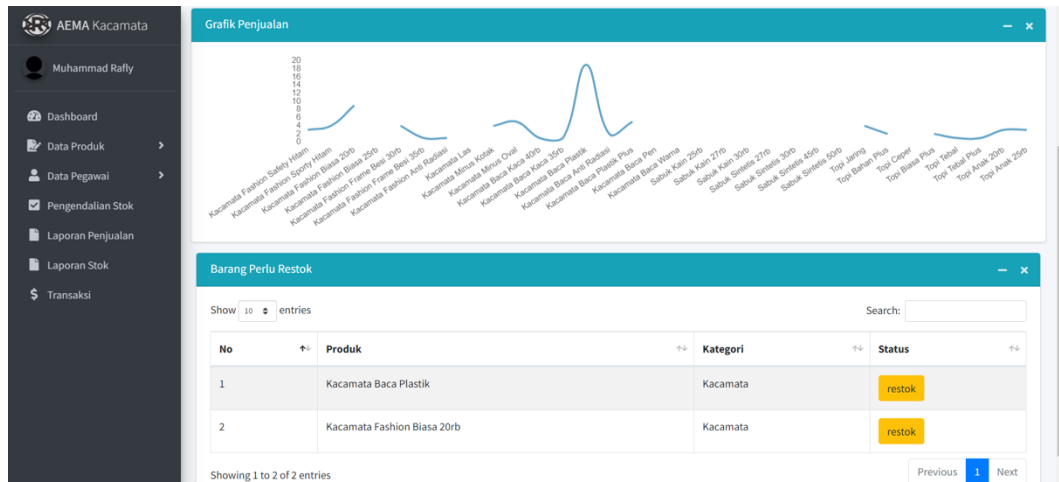 AEMA Kacamata
Muhammad Rafly
Dashboard
Data Produk
Data Pegawai
Pengendalian Stok
Laporan Penjualan
Laporan Stok
Transaksi
Grafik Penjualan
20
18
16
14
12
10
8
6
4
2
0
Kacamata Fashion Safety Hitam
Kacamata Fashion Sporty Hitam
Kacamata Fashion Biasa 20rb
Kacamata Fashion Biasa 25rb
Kacamata Fashion Frame Besi 30rb
Kacamata Fashion Frame Besi 35rb
Kacamata Fashion Anti Radiasi
Kacamata Las
Kacamata Minus Kotak
Kacamata Minus Oval
Kacamata Baca Kaca 40rb
Kacamata Baca Kaca 35rb
Kacamata Baca Plastik
Kacamata Baca Anti Radiasi
Kacamata Baca Plastik Plus
Kacamata Baca Pen
Kacamata Baca Warna
Sabuk Kain 25rb
Sabuk Kain 27rb
Sabuk Kain 30rb
Sabuk Sintetis 27rb
Sabuk Sintetis 30rb
Sabuk Sintetis 45rb
Sabuk Sintetis 50rb
Topi Jaring
Topi Bahan Plus
Topi Ceper
Topi Biasa Plus
Topi Tebal
Topi Tebal Plus
Topi Anak 20rb
Topi Anak 25rb
Barang Perlu Restok
Show 10 entries
Search:
No Produk Kategori Status
1 Kacamata Baca Plastik Kacamata restok
2 Kacamata Fashion Biasa 20rb Kacamata restok
Showing 1 to 2 of 2 entries
Previous 1 Next